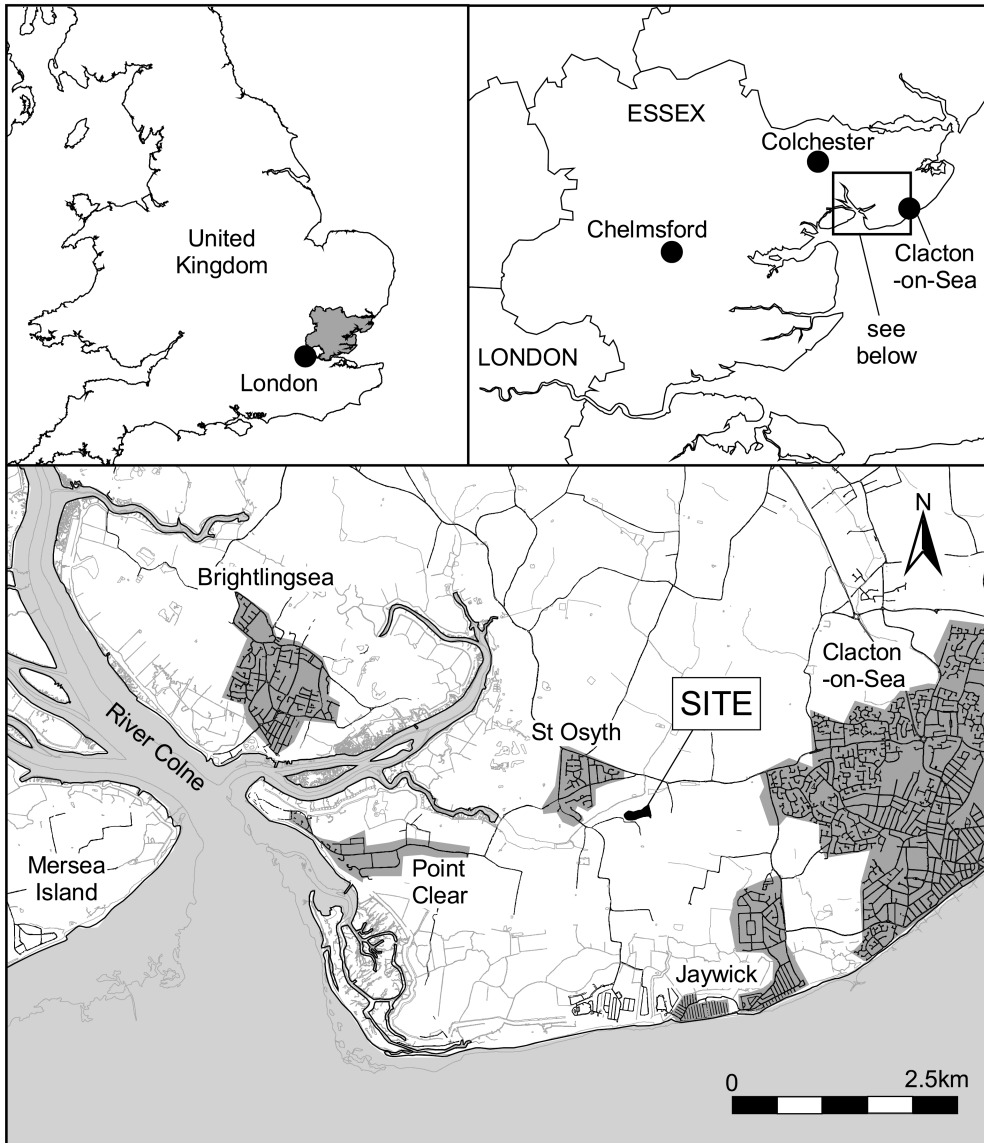 United
Kingdom
London
ESSEX
Colchester
Chelmsford
Clacton
-on-Sea
see
below
LONDON
N
Brightlingsea
Clacton
-on-Sea
SITE
St Osyth
River Colne
Mersea
Island
Point
Clear
Jaywick
0 2.5km